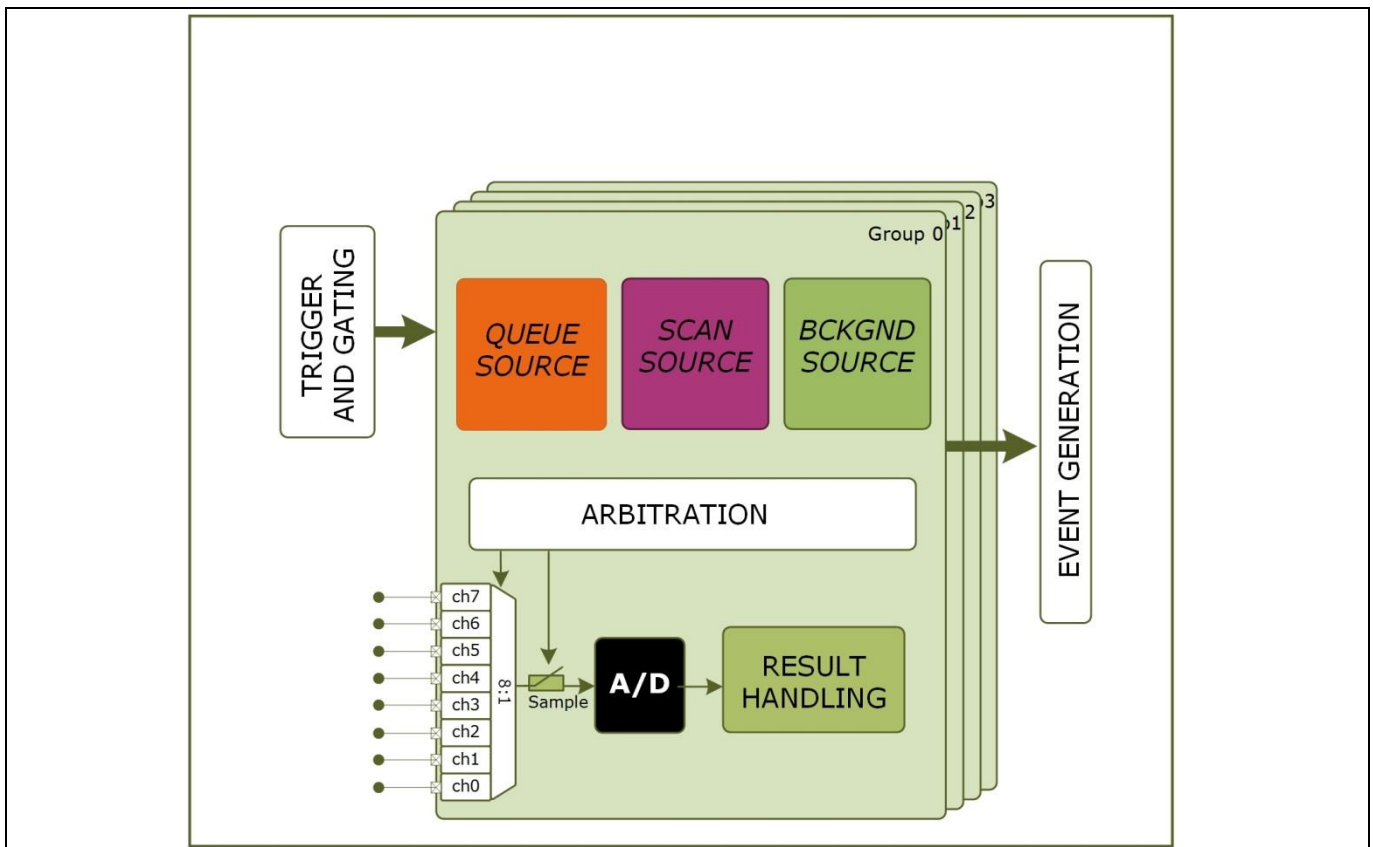 TRIGGER
AND GATING
Group 0
1
2
3
QUEUE
SOURCE
SCAN
SOURCE
BCKGND
SOURCE
EVENT GENERATION
ARBITRATION
ch7
ch6
ch5
ch4
ch3
ch2
ch1
ch0
8:1
Sample
A/D
RESULT
HANDLING